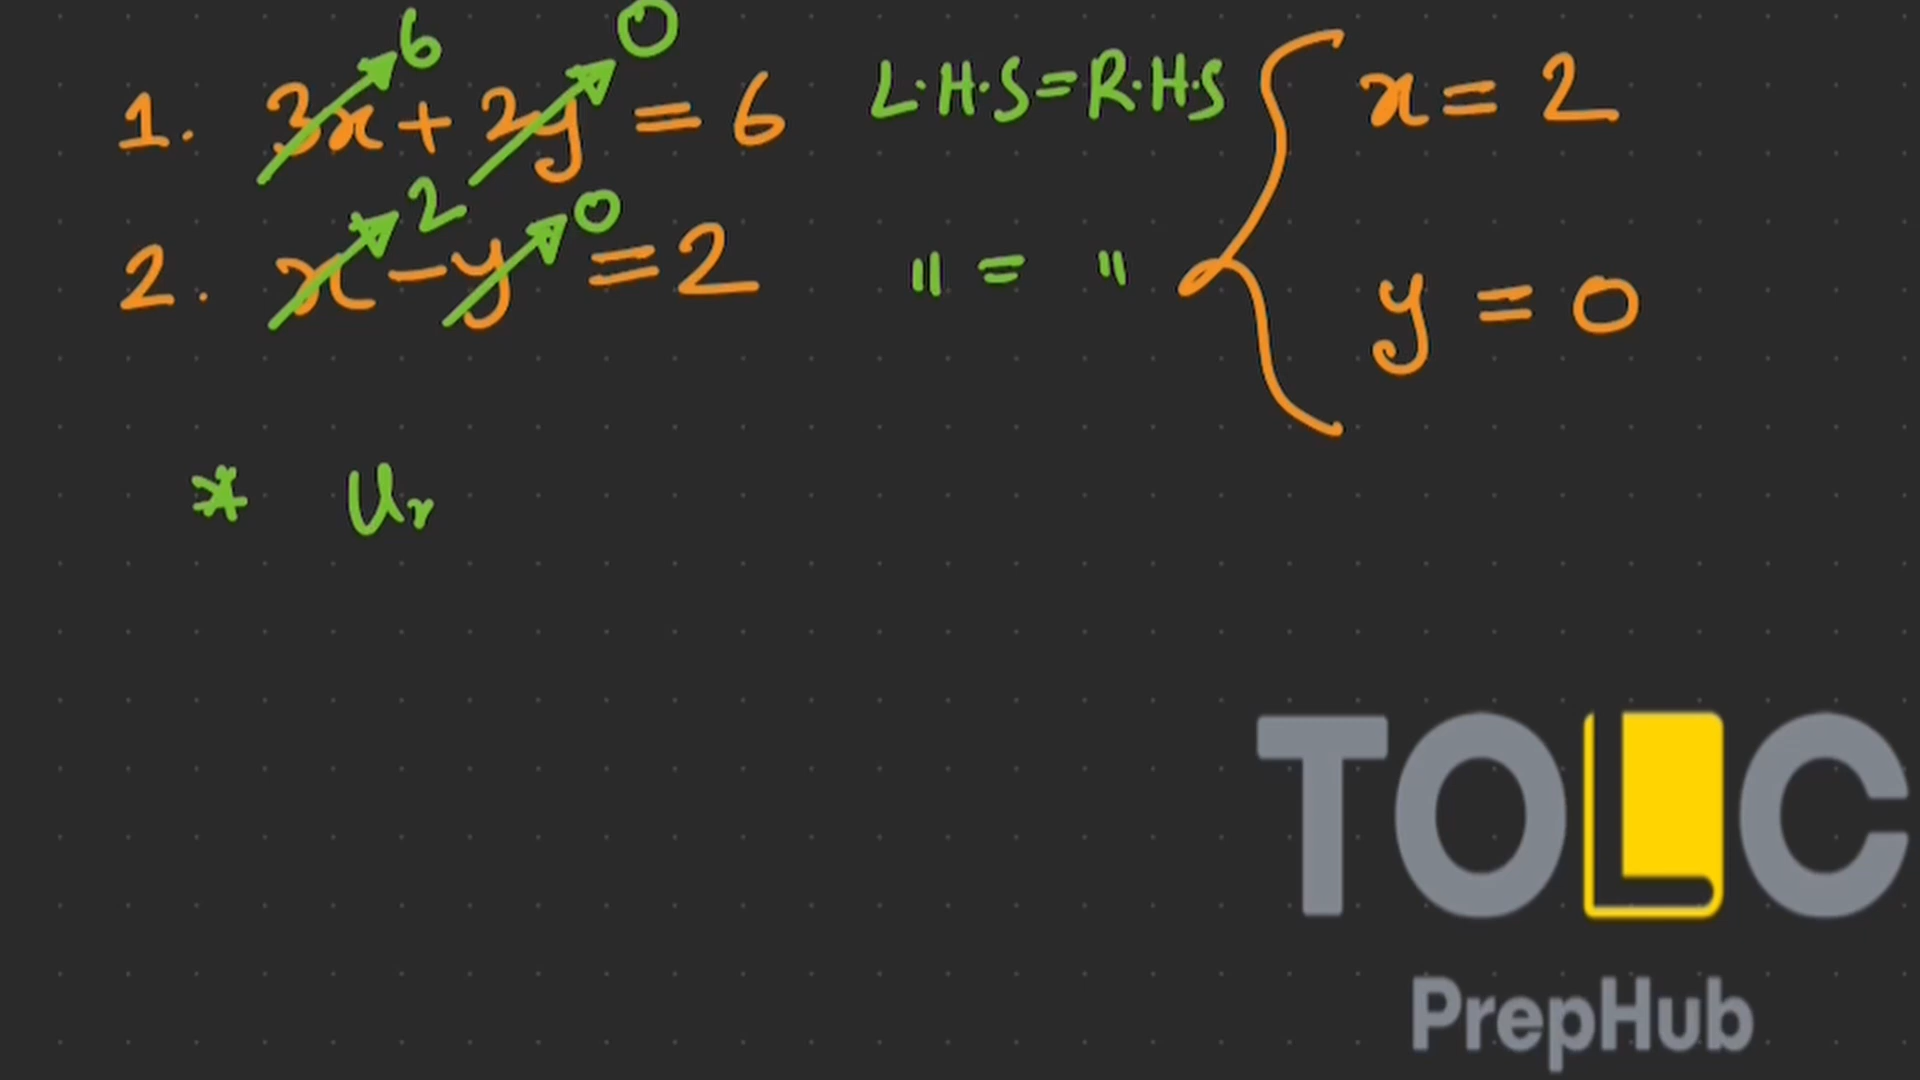 1. 3x + 2y = 6 L.H.S = R.H.S x = 2
6 0
2. x - y = 2 " = " y = 0
2 0
* Ur
TOLC
PrepHub